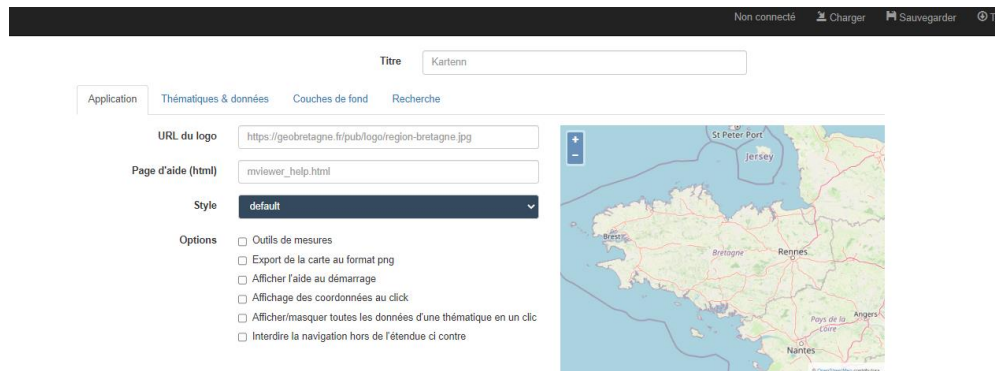 Non connecté Charger Sauvegarder
Titre Kartenn
Application Thématiques & données Couches de fond Recherche
URL du logo https://geobretagne.fr/pub/logo/region-bretagne.jpg
Page d'aide (html) mviewer_help.html
Style default
Options Outils de mesures
Export de la carte au format png
Afficher l'aide au démarrage
Affichage des coordonnées au click
Afficher/masquer toutes les données d'une thématique en un clic
Interdire la navigation hors de l'étendue ci contre
+
−
St Peter Port
Jersey
Brest
Bretagne Rennes
Pays de la Loire
Angers
Nantes